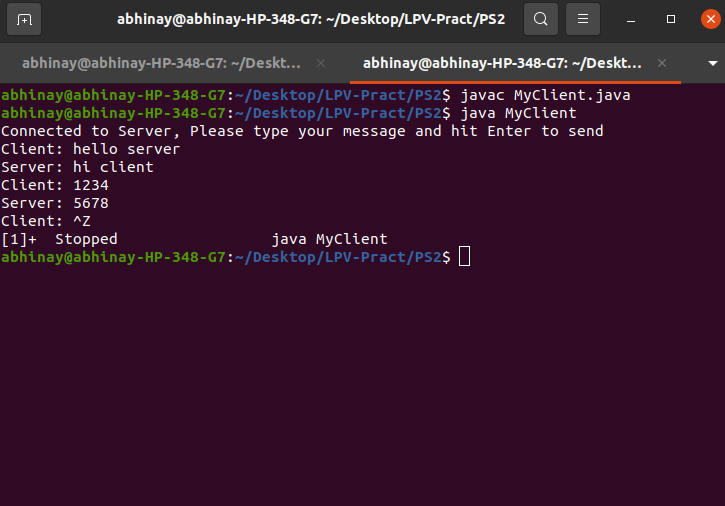 abhinay@abhinay-HP-348-G7: ~/Desktop/LPV-Pract/PS2
abhinay@abhinay-HP-348-G7: ~/Deskt...
abhinay@abhinay-HP-348-G7: ~/Deskt...
abhinay@abhinay-HP-348-G7:~/Desktop/LPV-Pract/PS2$ javac MyClient.java
abhinay@abhinay-HP-348-G7:~/Desktop/LPV-Pract/PS2$ java MyClient
Connected to Server, Please type your message and hit Enter to send
Client: hello server
Server: hi client
Client: 1234
Server: 5678
Client: ^Z
[1]+  Stopped                 java MyClient
abhinay@abhinay-HP-348-G7:~/Desktop/LPV-Pract/PS2$